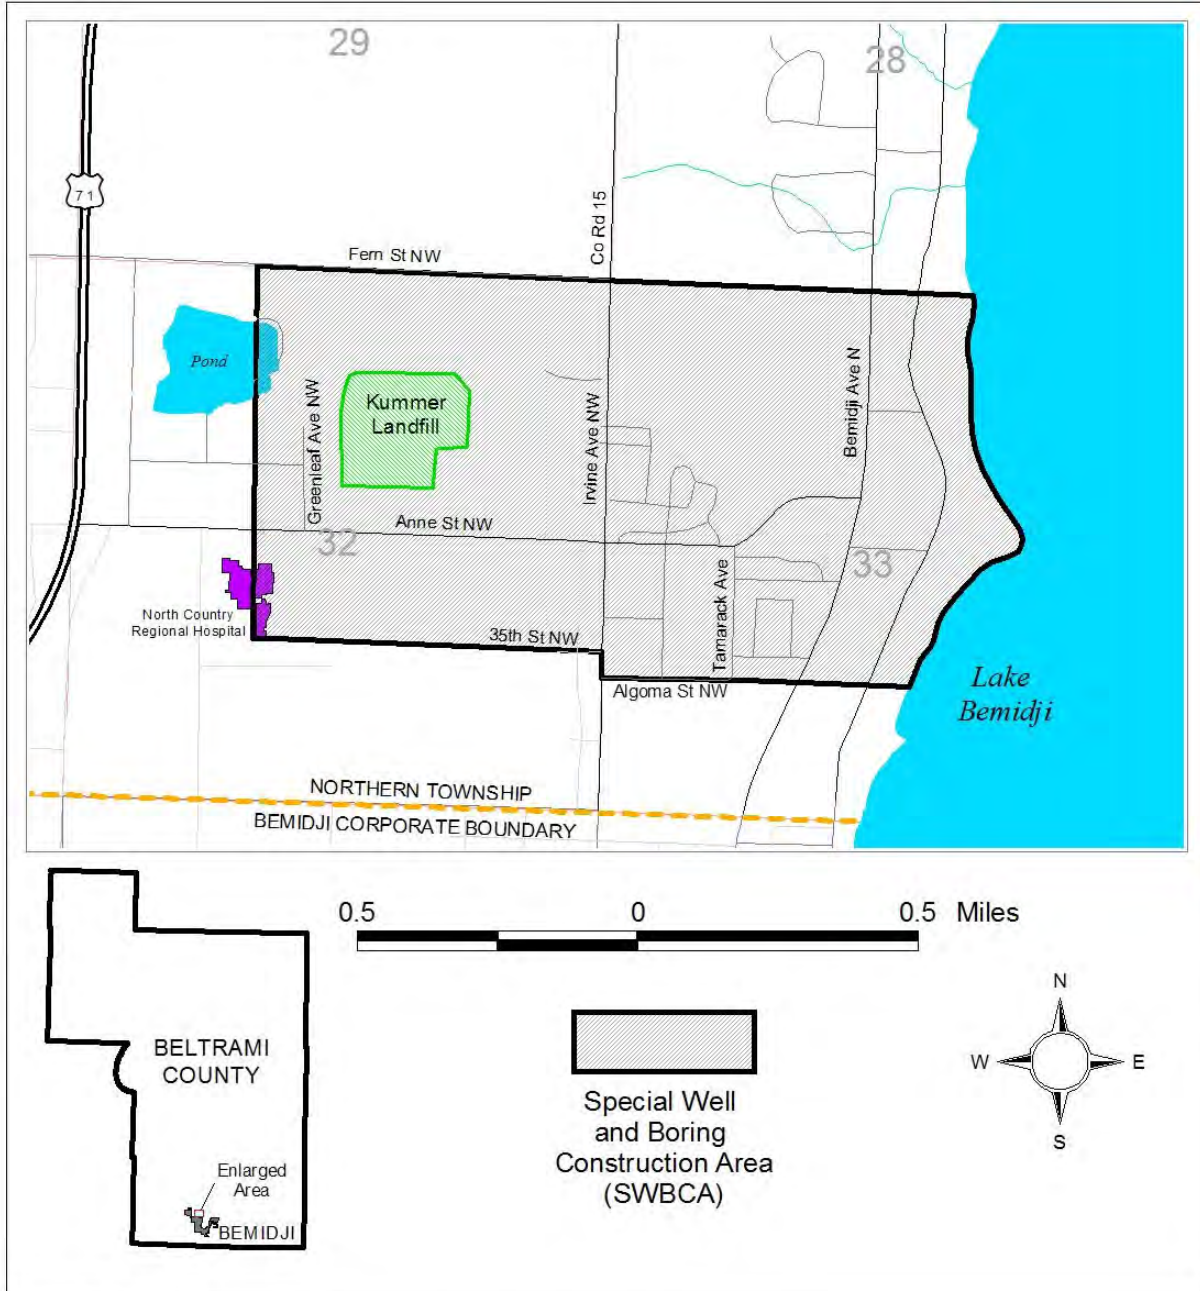 29
28
71
Co Rd 15
Fern St NW
Pond
Kummer
Landfill
Greenleaf Ave NW
Irvine Ave NW
Bemidji Ave N
Anne St NW
32
33
North Country
Regional Hospital
35th St NW
Tamarack Ave
Algoma St NW
Lake
Bemidji
NORTHERN TOWNSHIP
BEMIDJI CORPORATE BOUNDARY
0.5 0 0.5 Miles
BELTRAMI
COUNTY
Enlarged
Area
BEMIDJI
Special Well
and Boring
Construction Area
(SWBCA)
N
W E
S